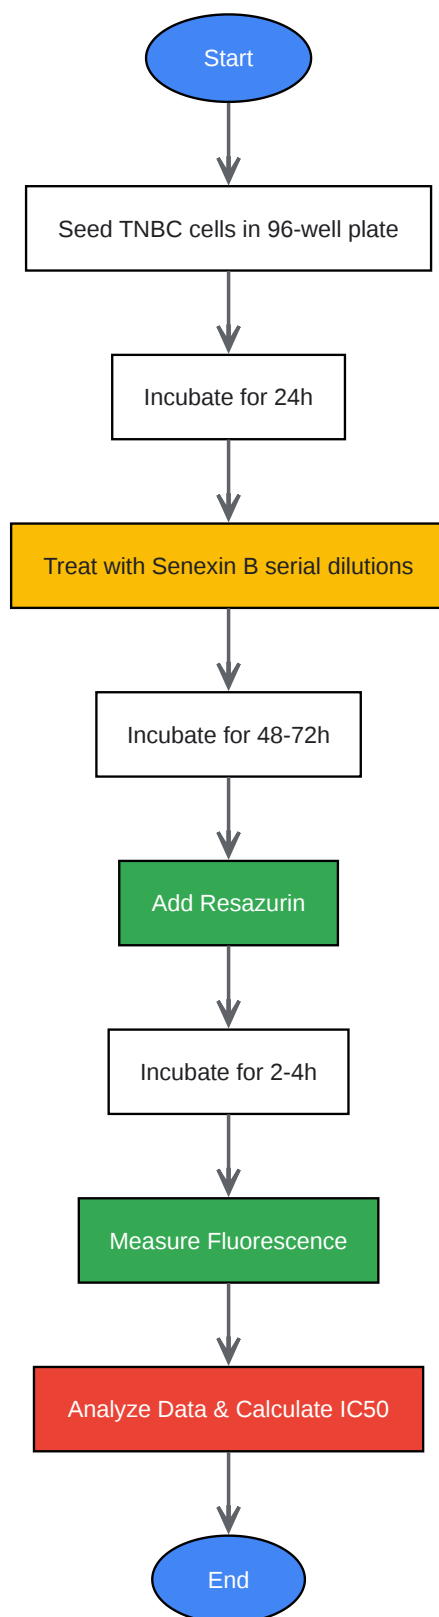 Start
Seed TNBC cells in 96-well plate
Incubate for 24h
Treat with Senexin B serial dilutions
Incubate for 48-72h
Add Resazurin
Incubate for 2-4h
Measure Fluorescence
Analyze Data & Calculate IC50
End